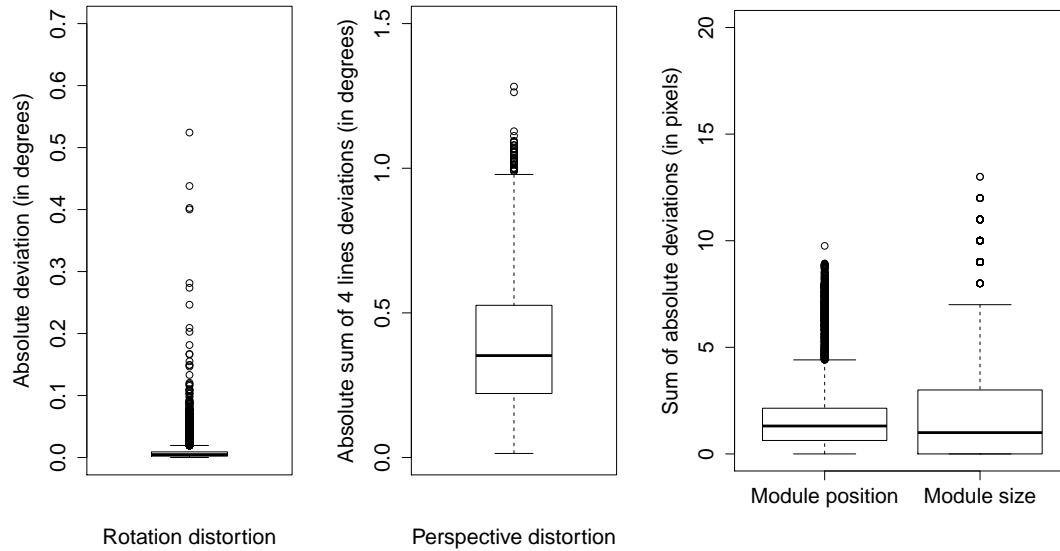 Absolute deviation (in degrees)
0.0
0.1
0.2
0.3
0.4
0.5
0.6
0.7
Rotation distortion
Absolute sum of 4 lines deviations (in degrees)
0.0
0.5
1.0
1.5
Perspective distortion
Sum of absolute deviations (in pixels)
0
5
10
15
20
Module position
Module size